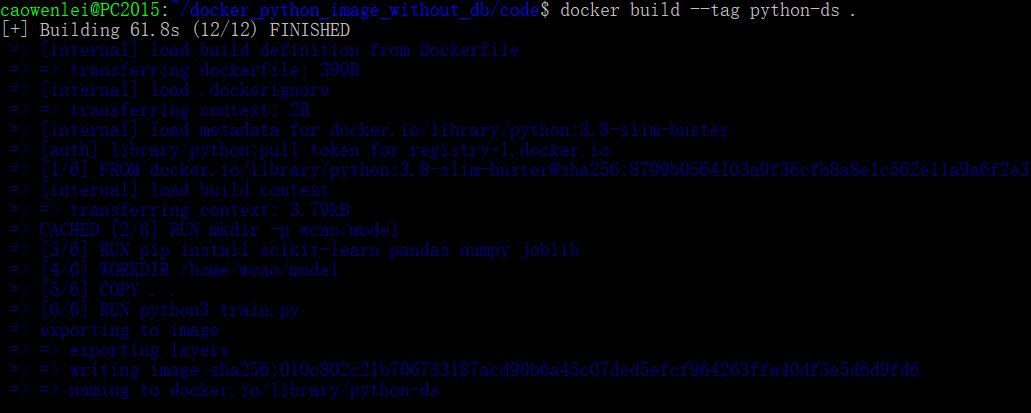 caowenlei@PC2015:~/docker_python_image_without_db/code$ docker build --tag python-ds .
[+] Building 61.8s (12/12) FINISHED
=> [internal] load build definition from Dockerfile
=> => transferring dockerfile: 390B
=> [internal] load .dockerignore
=> => transferring context: 2B
=> [internal] load metadata for docker.io/library/python:3.8-slim-buster
=> [auth] library/python:pull token for registry-1.docker.io
=> [1/6] FROM docker.io/library/python:3.8-slim-buster@sha256:8799b0564103a9f36cfb8a8e1c562e11a9a6f2e3
=> [internal] load build context
=> => transferring context: 3.79kB
=> CACHED [2/6] RUN mkdir -p wcao/model
=> [3/6] RUN pip install scikit-learn pandas numpy joblib
=> [4/6] WORKDIR /home/wcao/model
=> [5/6] COPY . .
=> [6/6] RUN python3 train.py
=> exporting to image
=> => exporting layers
=> => writing image sha256:010c802c21b706733187acd90b6a45c07ded5efcf964263ffa40df3e5d6d9fd6
=> => naming to docker.io/library/python-ds